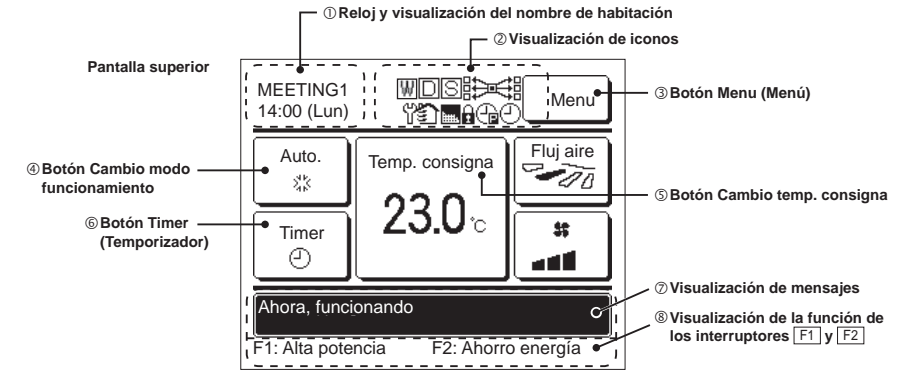 ①Reloj y visualización del nombre de habitación
②Visualización de iconos
Pantalla superior
MEETING1
14:00 (Lun)
W D S
P
Menu
③Botón Menu (Menú)
④Botón Cambio modo
funcionamiento
Auto.
Temp. consigna
23.0 °C
Fluj aire
⑤Botón Cambio temp. consigna
⑥Botón Timer
(Temporizador)
Timer
Ahora, funcionando
⑦Visualización de mensajes
F1: Alta potencia F2: Ahorro energía
⑧Visualización de la función de
los interruptores F1 y F2